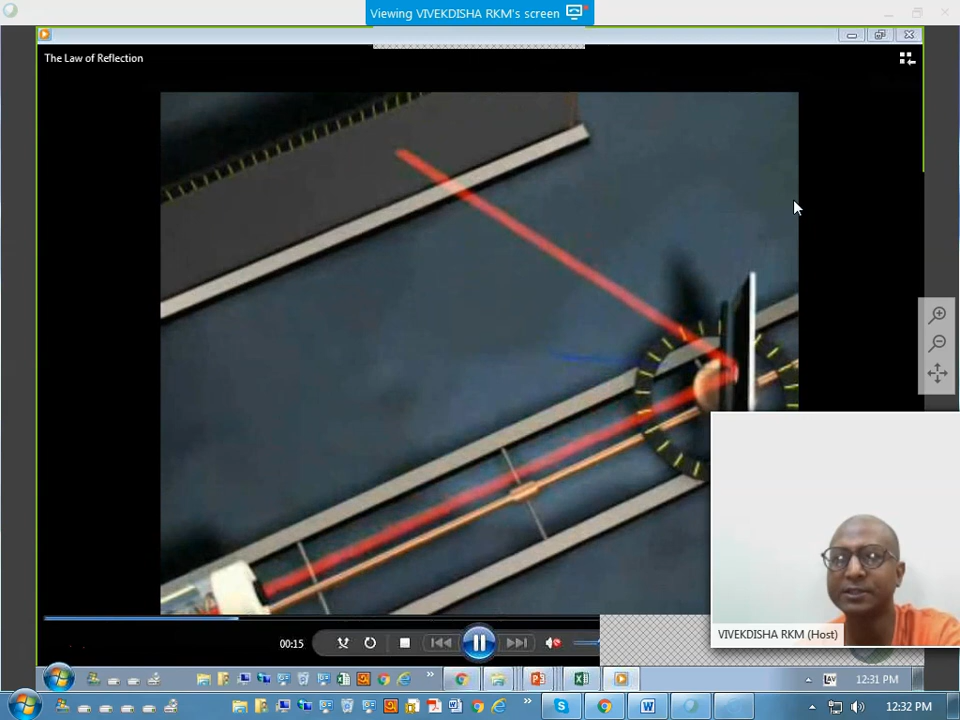 Viewing VIVEKDISHA RKM's screen
The Law of Reflection
VIVEKDISHA RKM (Host)
00:15
12:31 PM
12:32 PM